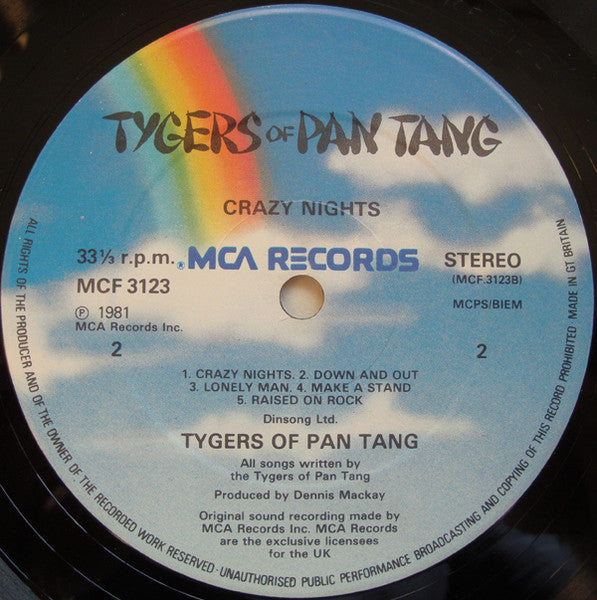 TYGERS OF PAN TANG
CRAZY NIGHTS
33⅓ r.p.m.
® MCA RECORDS
STEREO
MCF 3123
(MCF.3123B)
℗ 1981
MCA Records Inc.
MCPS/BIEM
2
2
1. CRAZY NIGHTS. 2. DOWN AND OUT
3. LONELY MAN. 4. MAKE A STAND
5. RAISED ON ROCK
Dinsong Ltd.
TYGERS OF PAN TANG
All songs written by
the Tygers of Pan Tang
Produced by Dennis Mackay
Original sound recording made by
MCA Records Inc. MCA Records
are the exclusive licensees
for the UK
ALL RIGHTS OF THE PRODUCER AND OF THE OWNER OF THE RECORDED WORK RESERVED · UNAUTHORISED PUBLIC PERFORMANCE BROADCASTING AND COPYING OF THIS RECORD PROHIBITED MADE IN GT BRITAIN